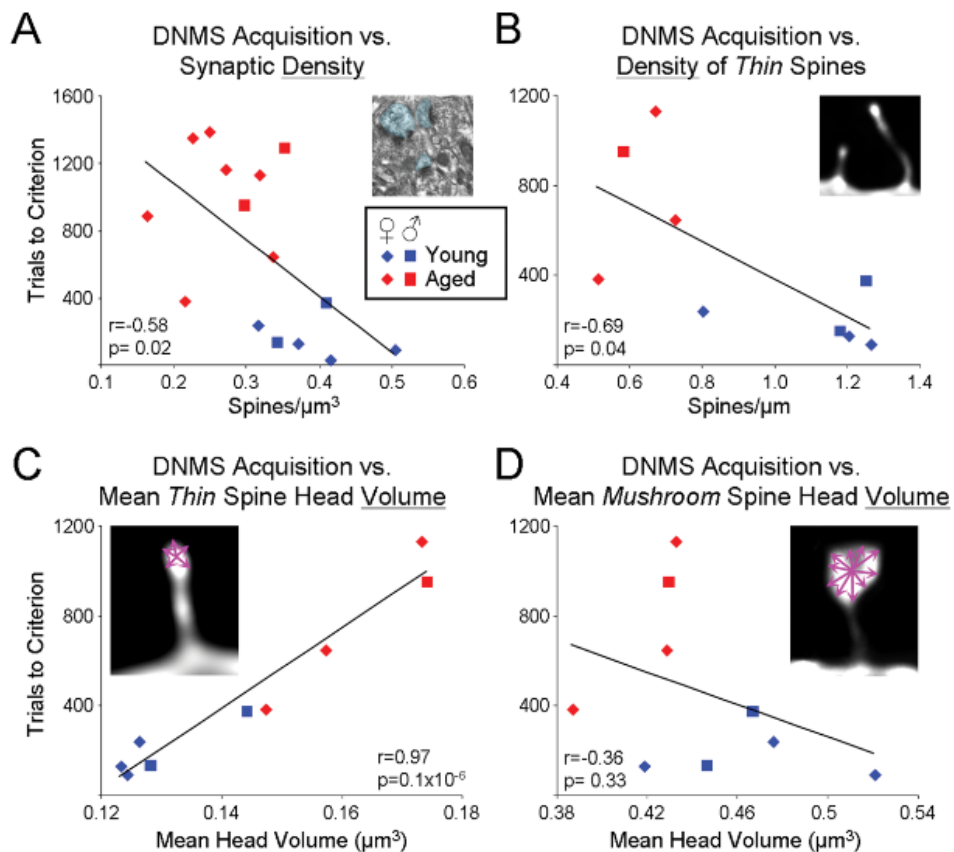 A
DNMS Acquisition vs.
Synaptic Density
1600
1200
800
400
Trials to Criterion
r=-0.58
p= 0.02
0.1
0.2
0.3
0.4
0.5
0.6
Spines/µm³
♀ ♂
Young
Aged
B
DNMS Acquisition vs.
Density of Thin Spines
1200
800
400
r=-0.69
p= 0.04
0.4
0.6
0.8
1.0
1.2
1.4
Spines/µm
C
DNMS Acquisition vs.
Mean Thin Spine Head Volume
1200
800
400
Trials to Criterion
r=0.97
p=0.1x10⁻⁶
0.12
0.14
0.16
0.18
Mean Head Volume (µm³)
D
DNMS Acquisition vs.
Mean Mushroom Spine Head Volume
1200
800
400
r=-0.36
p= 0.33
0.38
0.42
0.46
0.5
0.54
Mean Head Volume (µm³)